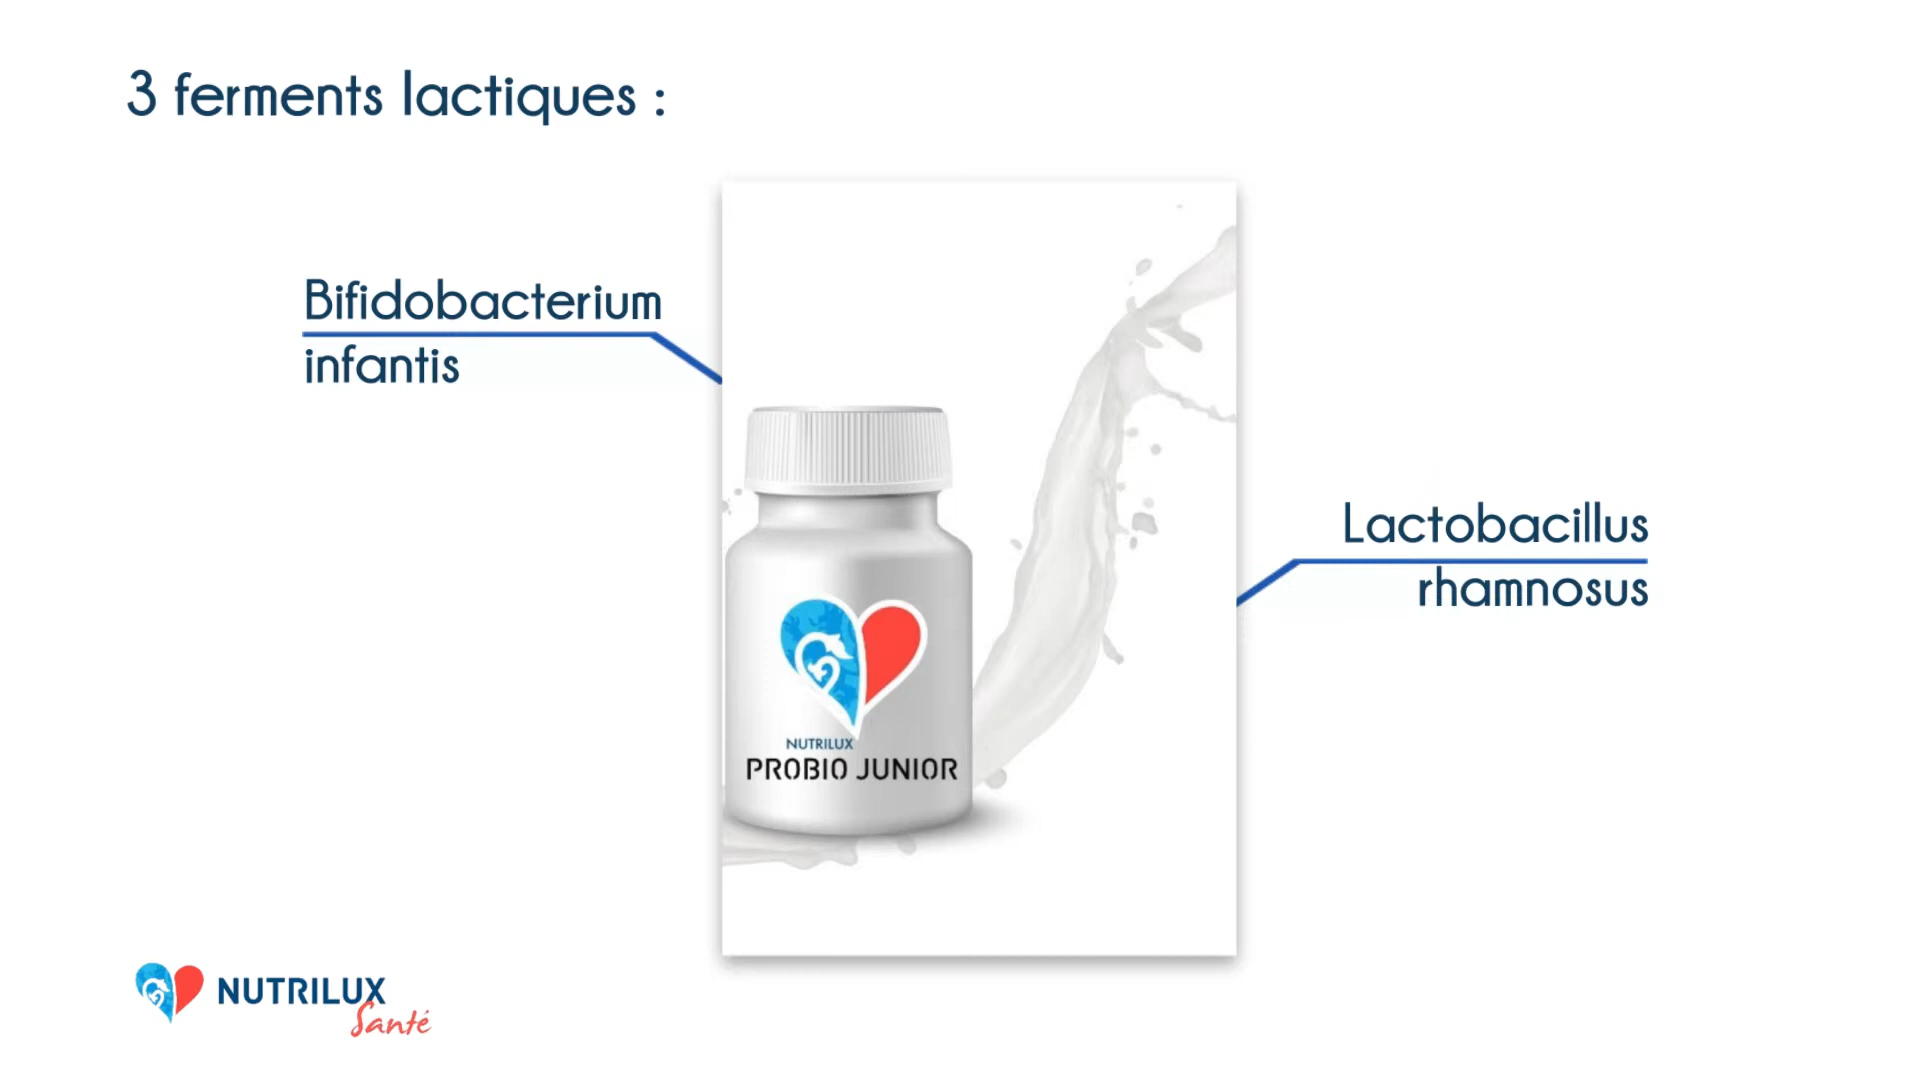 3 ferments lactiques :
Bifidobacterium
infantis
Lactobacillus
rhamnosus
NUTRILUX
PROBIO JUNIOR
NUTRILUX
Santé